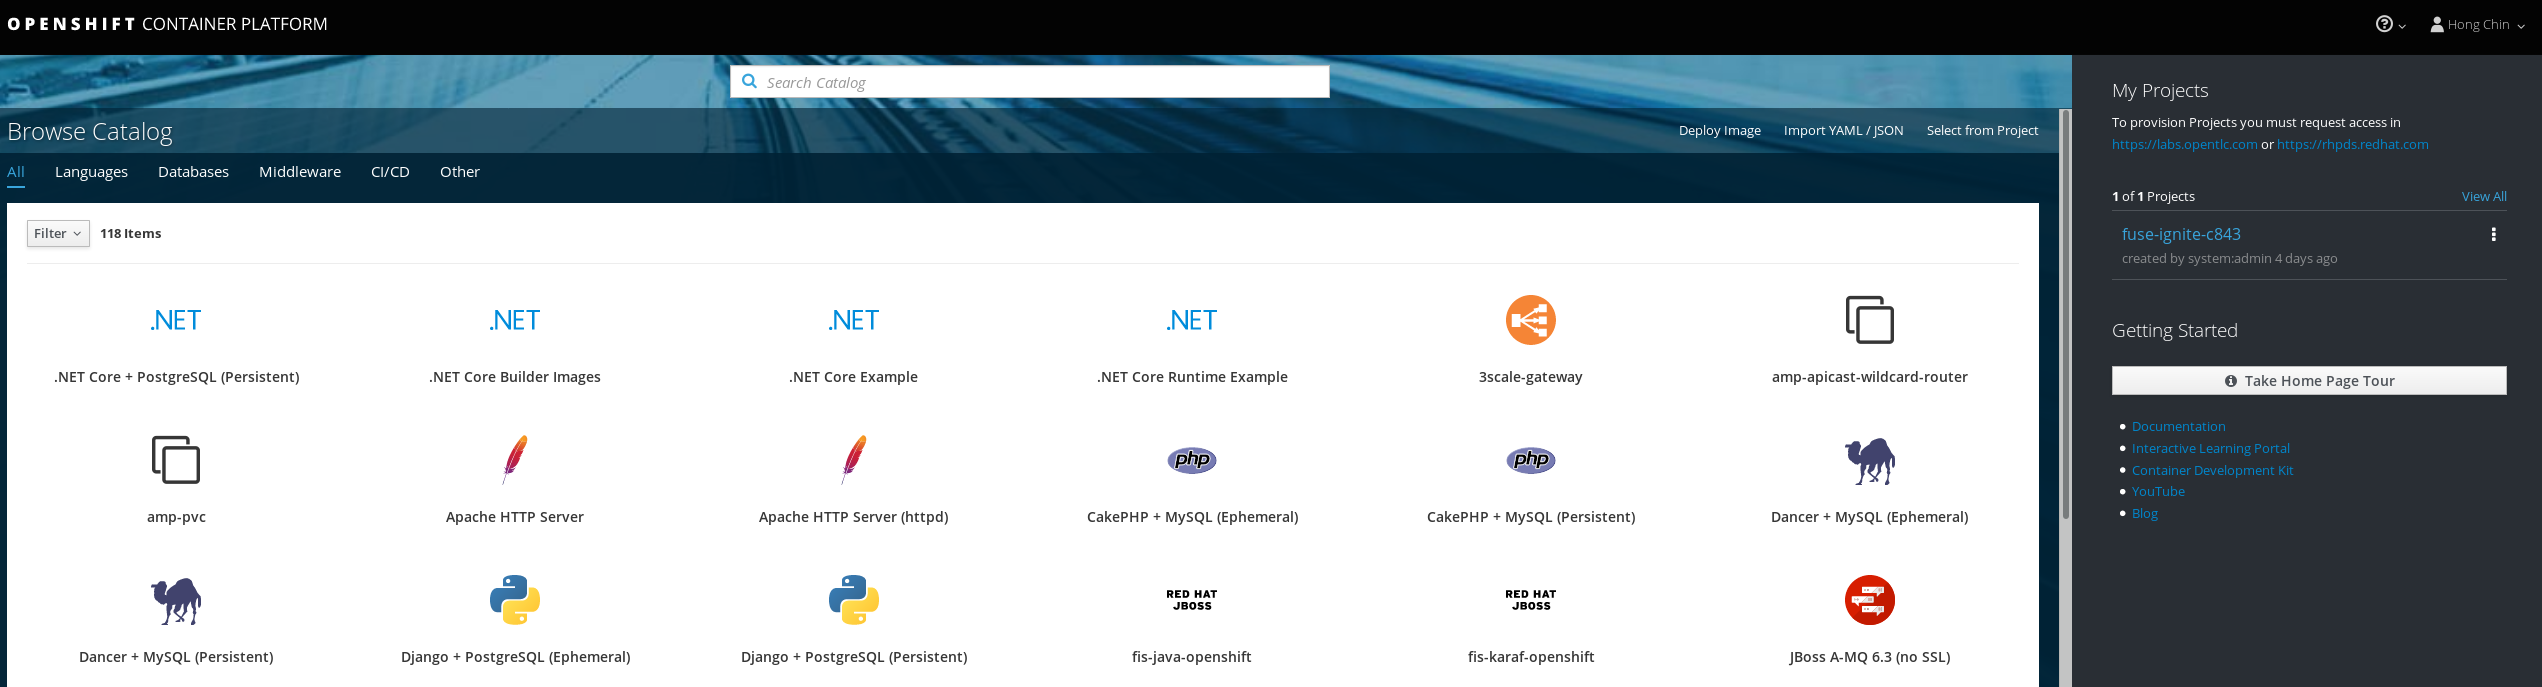 OPENSHIFT CONTAINER PLATFORM
Hong Chin
Search Catalog
Browse Catalog
Deploy Image Import YAML / JSON Select from Project
All Languages Databases Middleware CI/CD Other
Filter 118 Items
.NET .NET .NET .NET
.NET Core + PostgreSQL (Persistent) .NET Core Builder Images .NET Core Example .NET Core Runtime Example 3scale-gateway amp-apicast-wildcard-router
php php
amp-pvc Apache HTTP Server Apache HTTP Server (httpd) CakePHP + MySQL (Ephemeral) CakePHP + MySQL (Persistent) Dancer + MySQL (Ephemeral)
RED HAT RED HAT
JBOSS JBOSS
Dancer + MySQL (Persistent) Django + PostgreSQL (Ephemeral) Django + PostgreSQL (Persistent) fis-java-openshift fis-karaf-openshift JBoss A-MQ 6.3 (no SSL)
My Projects
To provision Projects you must request access in
https://labs.opentlc.com or https://rhpds.redhat.com
1 of 1 Projects View All
fuse-ignite-c843
created by system:admin 4 days ago
Getting Started
Take Home Page Tour
Documentation
Interactive Learning Portal
Container Development Kit
YouTube
Blog